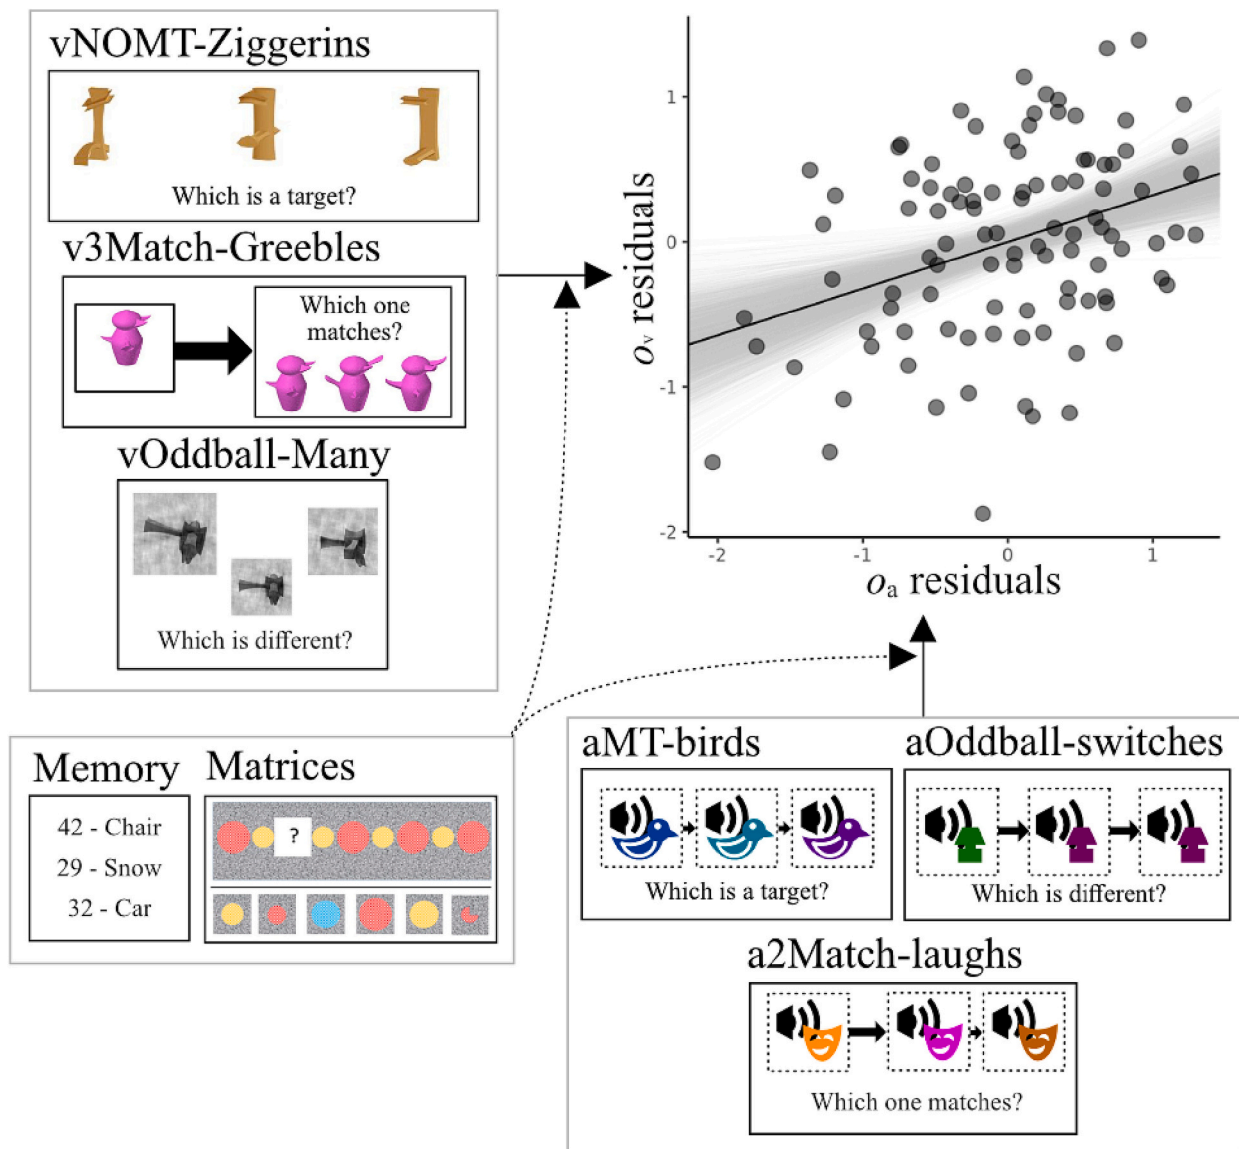 vNOMT-Ziggerins
Which is a target?
v3Match-Greebles
Which one
matches?
vOddball-Many
Which is different?
1
0
-1
-2
ov residuals
-2
-1
0
1
oa residuals
Memory
42 - Chair
29 - Snow
32 - Car
Matrices
?
aMT-birds
Which is a target?
aOddball-switches
Which is different?
a2Match-laughs
Which one matches?